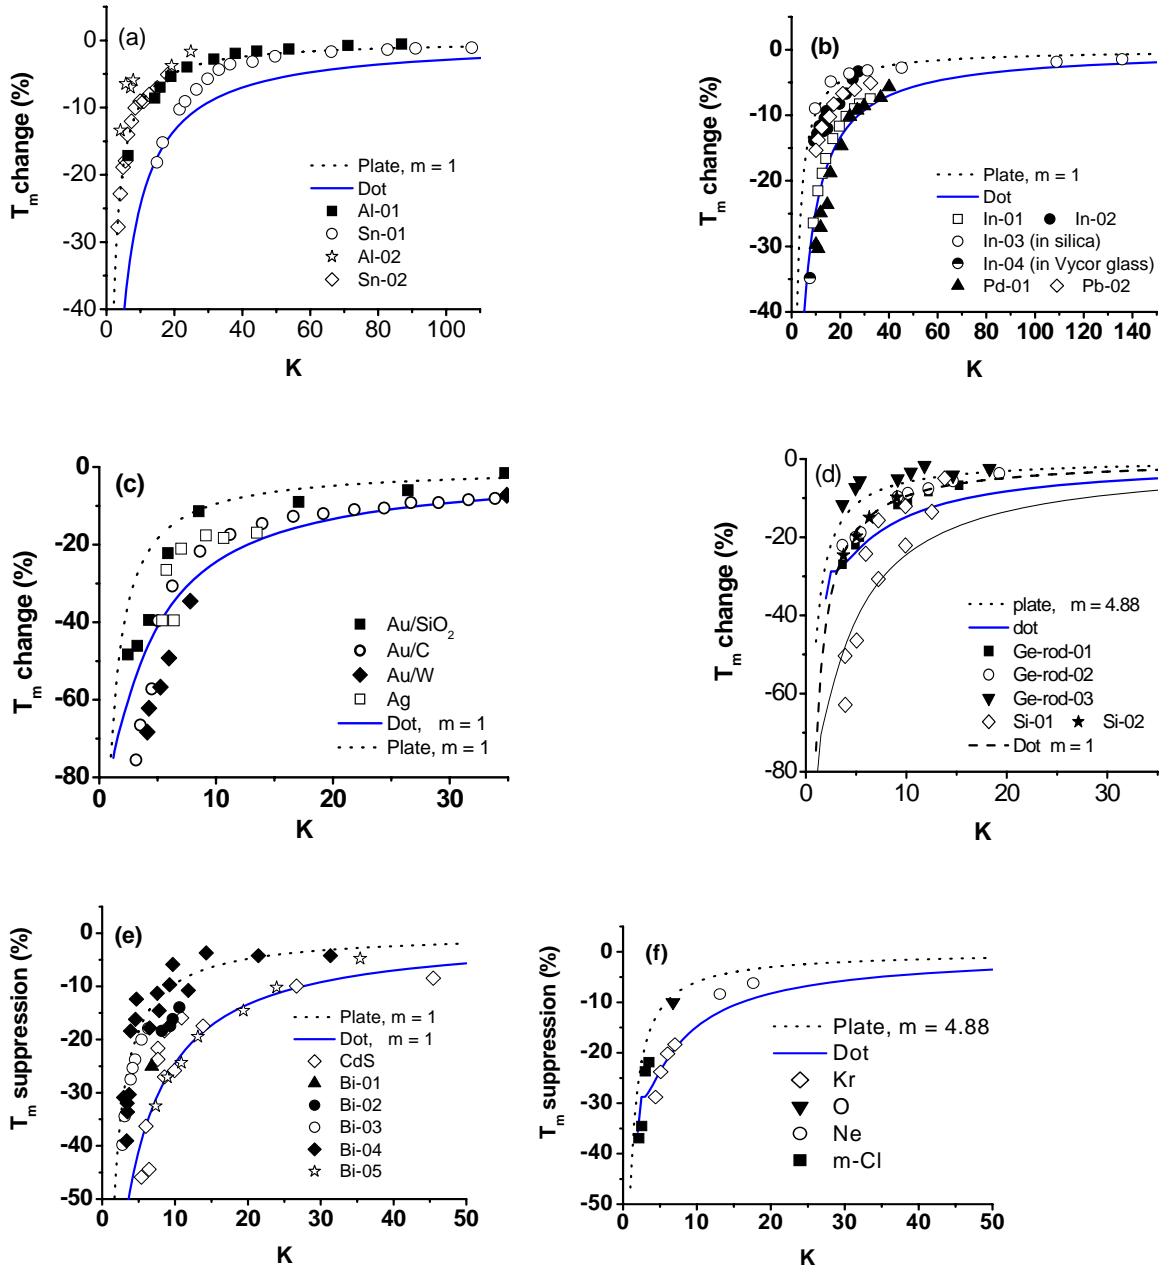 (a)
0
-10
-20
-30
-40
T_m change (%)
Plate, m = 1
Dot
Al-01
Sn-01
Al-02
Sn-02
0 20 40 60 80 100
K
(b)
0
-10
-20
-30
-40
T_m change (%)
Plate, m = 1
Dot
In-01 In-02
In-03 (in silica)
In-04 (in Vycor glass)
Pd-01 Pb-02
0 20 40 60 80 100 120 140
K
(c)
0
-20
-40
-60
-80
T_m change (%)
Au/SiO_2
Au/C
Au/W
Ag
Dot, m = 1
Plate, m = 1
0 10 20 30
K
(d)
0
-20
-40
-60
-80
T_m change (%)
plate, m = 4.88
dot
Ge-rod-01
Ge-rod-02
Ge-rod-03
Si-01 Si-02
Dot m = 1
0 10 20 30
K
(e)
0
-10
-20
-30
-40
-50
T_m suppression (%)
Plate, m = 1
Dot, m = 1
CdS
Bi-01
Bi-02
Bi-03
Bi-04
Bi-05
0 10 20 30 40 50
K
(f)
0
-10
-20
-30
-40
-50
T_m suppression (%)
Plate, m = 4.88
Dot
Kr
O
Ne
m-Cl
0 10 20 30 40 50
K